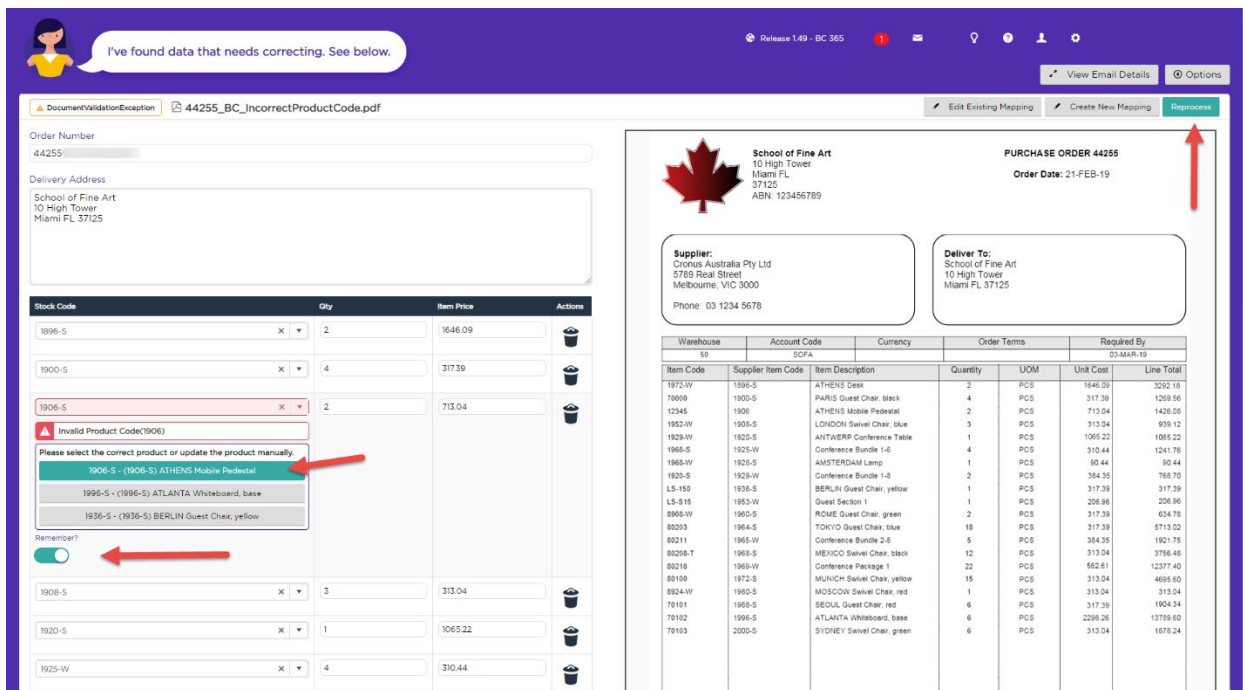 I've found data that needs correcting. See below.
Release 1.49 - BC 365
1
View Email Details
Options
DocumentValidationException
44255_BC_IncorrectProductCode.pdf
Edit Existing Mapping
Create New Mapping
Reprocess
Order Number
44255
Delivery Address
School of Fine Art
10 High Tower
Miami FL 37125
Stock Code Qty Item Price Actions
1896-S 2 1646.09
1900-S 4 317.39
1906-S 2 713.04
Invalid Product Code(1906)
Please select the correct product or update the product manually.
1906-S - (1906-S) ATHENS Mobile Pedestal
1996-S - (1996-S) ATLANTA Whiteboard, base
1936-S - (1936-S) BERLIN Guest Chair, yellow
Remember?
1908-S 3 313.04
1920-S 1 1065.22
1925-W 4 310.44
School of Fine Art
10 High Tower
Miami FL
37125
ABN: 123456789
PURCHASE ORDER 44255
Order Date: 21-FEB-19
Supplier:
Cronus Australia Pty Ltd
5789 Real Street
Melbourne, VIC 3000
Phone: 03 1234 5678
Deliver To:
School of Fine Art
10 High Tower
Miami FL 37125
Warehouse Account Code Currency Order Terms Required By
50 SOFA 03-MAR-19
Item Code Supplier Item Code Item Description Quantity UOM Unit Cost Line Total
1972-W 1896-S ATHENS Desk 2 PCS 1646.09 3292.18
70000 1900-S PARIS Guest Chair, black 4 PCS 317.39 1269.56
12345 1906 ATHENS Mobile Pedestal 2 PCS 713.04 1426.08
1952-W 1908-S LONDON Swivel Chair, blue 3 PCS 313.04 939.12
1929-W 1920-S ANTWERP Conference Table 1 PCS 1065.22 1065.22
1968-S 1925-W Conference Bundle 1-6 4 PCS 310.44 1241.76
1968-W 1928-S AMSTERDAM Lamp 1 PCS 90.44 90.44
1920-S 1929-W Conference Bundle 1-8 2 PCS 384.35 768.70
LS-150 1936-S BERLIN Guest Chair, yellow 1 PCS 317.39 317.39
LS-S15 1953-W Guest Section 1 1 PCS 206.96 206.96
8908-W 1960-S ROME Guest Chair, green 2 PCS 317.39 634.78
80203 1964-S TOKYO Guest Chair, blue 18 PCS 317.39 5713.02
80211 1965-W Conference Bundle 2-8 5 PCS 384.35 1921.75
80208-T 1968-S MEXICO Swivel Chair, black 12 PCS 313.04 3756.48
80218 1969-W Conference Package 1 22 PCS 562.61 12377.40
80100 1972-S MUNICH Swivel Chair, yellow 15 PCS 313.04 4695.60
8924-W 1980-S MOSCOW Swivel Chair, red 1 PCS 313.04 313.04
70101 1988-S SEOUL Guest Chair, red 6 PCS 317.39 1904.34
70102 1996-S ATLANTA Whiteboard, base 6 PCS 2298.26 13789.60
70103 2000-S SYDNEY Swivel Chair, green 6 PCS 313.04 1878.24